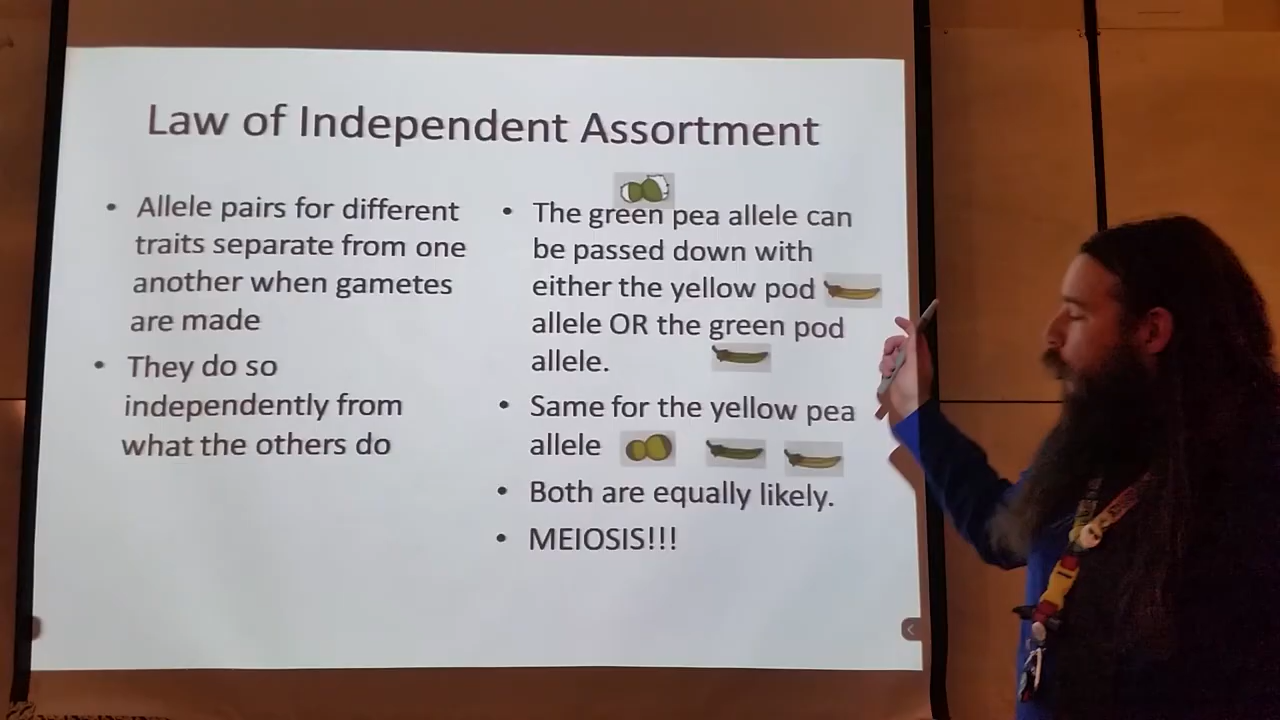 Law of Independent Assortment
• Allele pairs for different
traits separate from one
another when gametes
are made
• They do so
independently from
what the others do
• The green pea allele can
be passed down with
either the yellow pod
allele OR the green pod
allele.
• Same for the yellow pea
allele
• Both are equally likely.
• MEIOSIS!!!